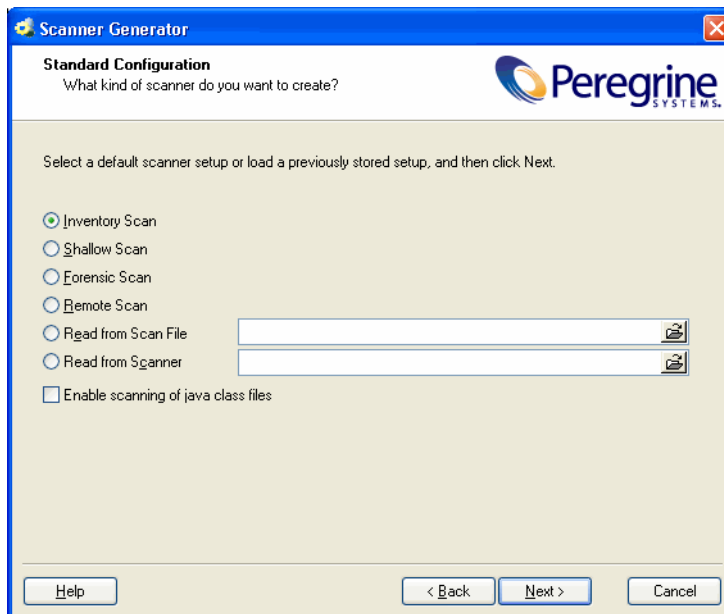 Scanner Generator
Standard Configuration
What kind of scanner do you want to create?
Peregrine
SYSTEMS.
Select a default scanner setup or load a previously stored setup, and then click Next.
Inventory Scan
Shallow Scan
Forensic Scan
Remote Scan
Read from Scan File
Read from Scanner
Enable scanning of java class files
Help
< Back
Next >
Cancel